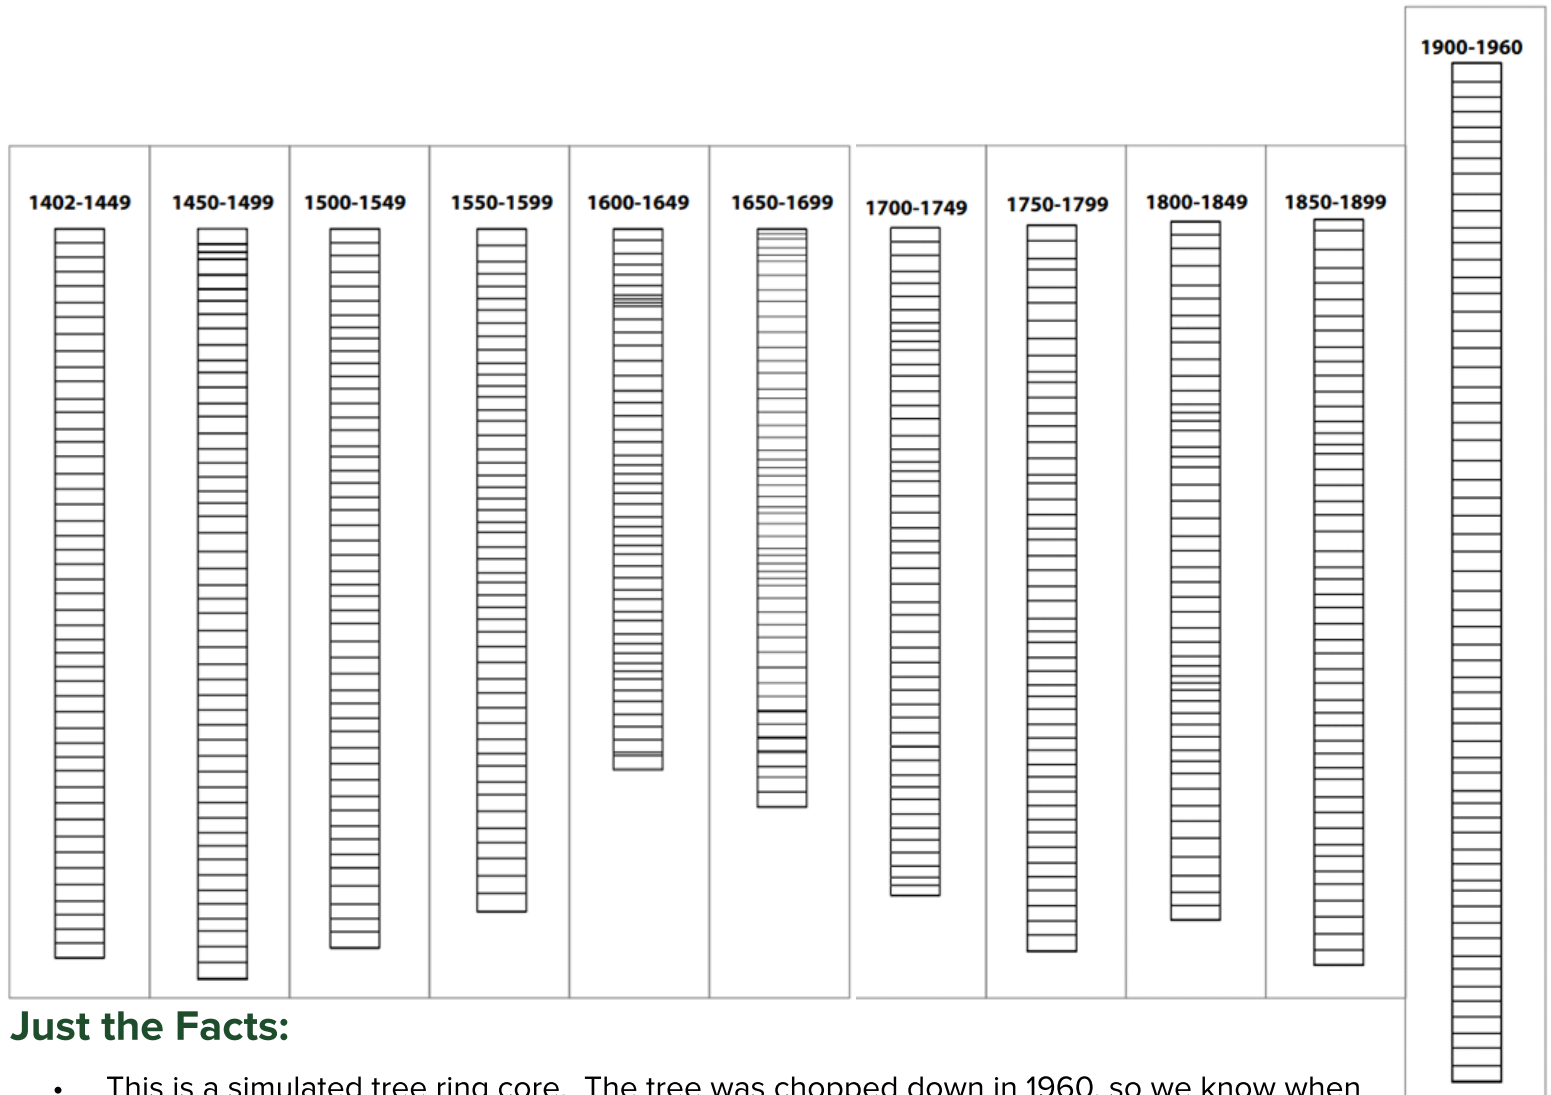 1900-1960
1402-1449 1450-1499 1500-1549 1550-1599 1600-1649 1650-1699 1700-1749 1750-1799 1800-1849 1850-1899
Just the Facts:
• This is a simulated tree ring core. The tree was chopped down in 1960, so we know when